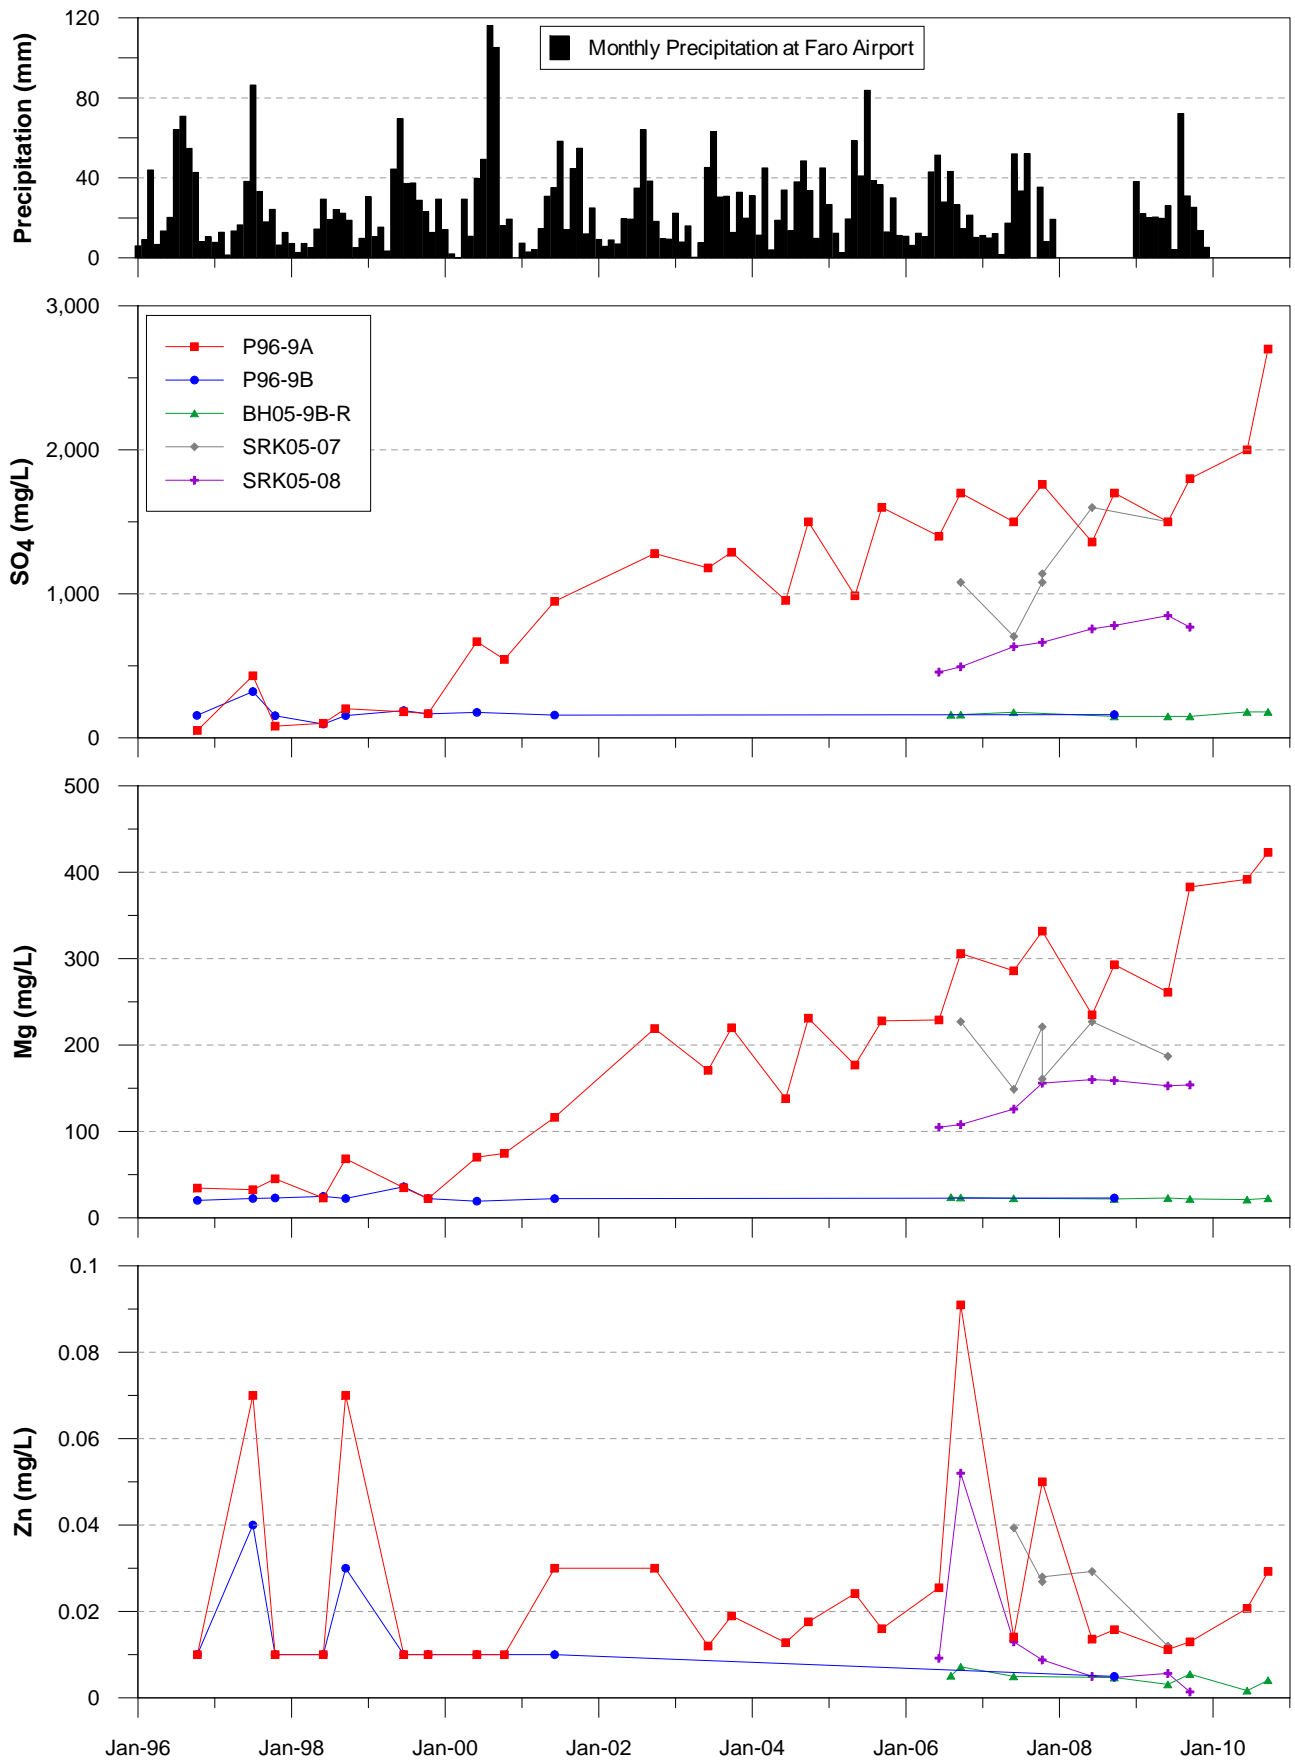 120
80
40
0
Precipitation (mm)
Monthly Precipitation at Faro Airport
3,000
2,000
1,000
0
SO4 (mg/L)
P96-9A
P96-9B
BH05-9B-R
SRK05-07
SRK05-08
500
400
300
200
100
0
Mg (mg/L)
0.1
0.08
0.06
0.04
0.02
0
Zn (mg/L)
Jan-96 Jan-98 Jan-00 Jan-02 Jan-04 Jan-06 Jan-08 Jan-10